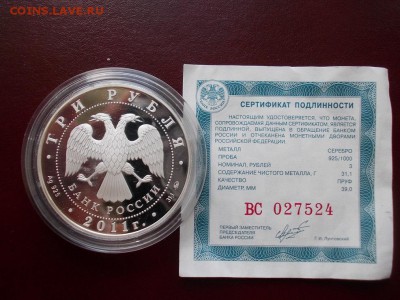 COINS.LAVE.RU
ТРИ РУБЛЯ
Ag 925
БАНК РОССИИ
2011г.
СЕРТИФИКАТ ПОДЛИННОСТИ
НАСТОЯЩИМ УДОСТОВЕРЯЕТСЯ, ЧТО МОНЕТА,
СОПРОВОЖДАЕМАЯ ДАННЫМ СЕРТИФИКАТОМ, ЯВЛЯЕТСЯ
ПОДЛИННОЙ, ВЫПУЩЕНА В ОБРАЩЕНИЕ БАНКОМ
РОССИИ И ОТЧЕКАНЕНА МОНЕТНЫМИ ДВОРАМИ
РОССИЙСКОЙ ФЕДЕРАЦИИ.
МЕТАЛЛ СЕРЕБРО
ПРОБА 925/1000
НОМИНАЛ, РУБЛЕЙ 3
СОДЕРЖАНИЕ ЧИСТОГО МЕТАЛЛА, Г 31,1
КАЧЕСТВО ПРУФ
ДИАМЕТР, ММ 39,0
ВС 027524
ПЕРВЫЙ ЗАМЕСТИТЕЛЬ
ПРЕДСЕДАТЕЛЯ
БАНКА РОССИИ